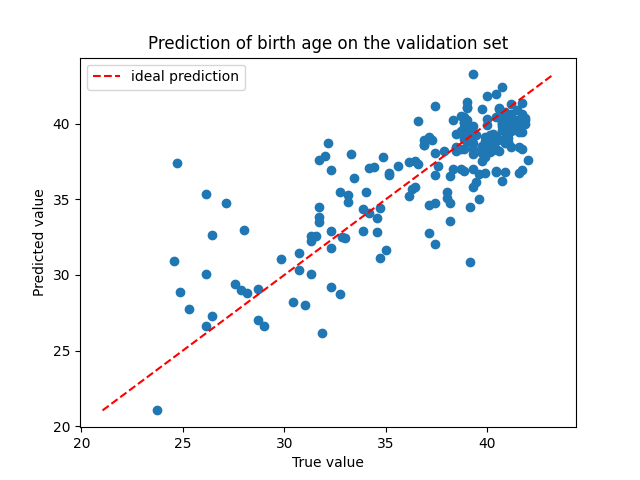 Prediction of birth age on the validation set
ideal prediction
40
35
30
25
20
Predicted value
20 25 30 35 40
True value